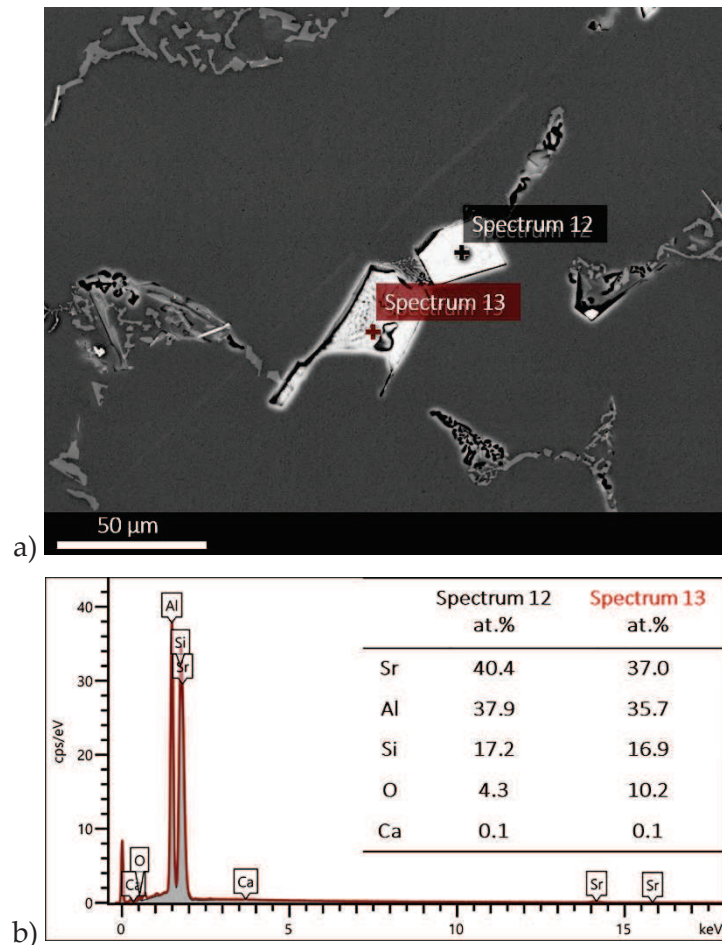 Spectrum 12
Spectrum 13
50 µm
a)
Spectrum 12 Spectrum 13
at.% at.%
Sr 40.4 37.0
Al 37.9 35.7
Si 17.2 16.9
O 4.3 10.2
Ca 0.1 0.1
cps/eV
40
30
20
10
0
Al
Si
Sr
O
Ca
Ca
Sr
Sr
0 5 10 15 keV
b)